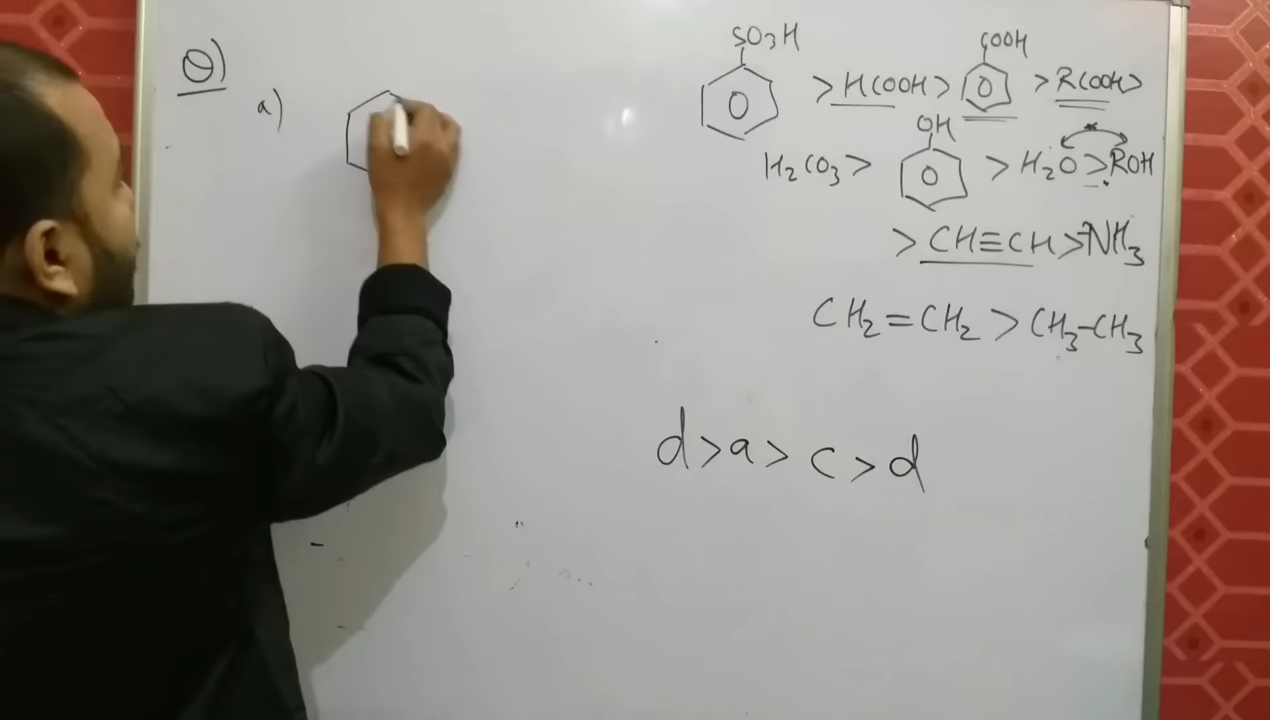 Q)
a)
SO₃H
COOH
> HCOOH > > RCOOH >
OH
H₂CO₃ > > H₂O > ROH
> CH≡CH > NH₃
CH₂=CH₂ > CH₃-CH₃
d > a > c > d